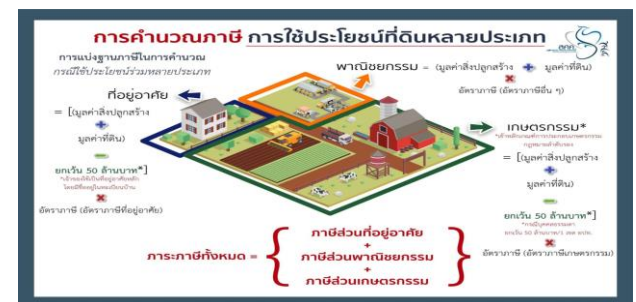 การคำนวณภาษี การใช้ประโยชน์ที่ดินหลายประเภท
สศค.
การแบ่งฐานภาษีในการคำนวณ
กรณีใช้ประโยชน์ร่วมหลายประเภท
พาณิชยกรรม = (มูลค่าสิ่งปลูกสร้าง + มูลค่าที่ดิน)
อัตราภาษี (อัตราภาษีอื่น ๆ)
ที่อยู่อาศัย
= [(มูลค่าสิ่งปลูกสร้าง
+
มูลค่าที่ดิน)
-
ยกเว้น 50 ล้านบาท*]
อัตราภาษี (อัตราภาษีที่อยู่อาศัย)
เกษตรกรรม*
= [(มูลค่าสิ่งปลูกสร้าง
+
มูลค่าที่ดิน)
-
ยกเว้น 50 ล้านบาท*]
อัตราภาษี (อัตราภาษีเกษตรกรรม)
ภาระภาษีทั้งหมด =
ภาษีส่วนที่อยู่อาศัย
+
ภาษีส่วนพาณิชยกรรม
+
ภาษีส่วนเกษตรกรรม